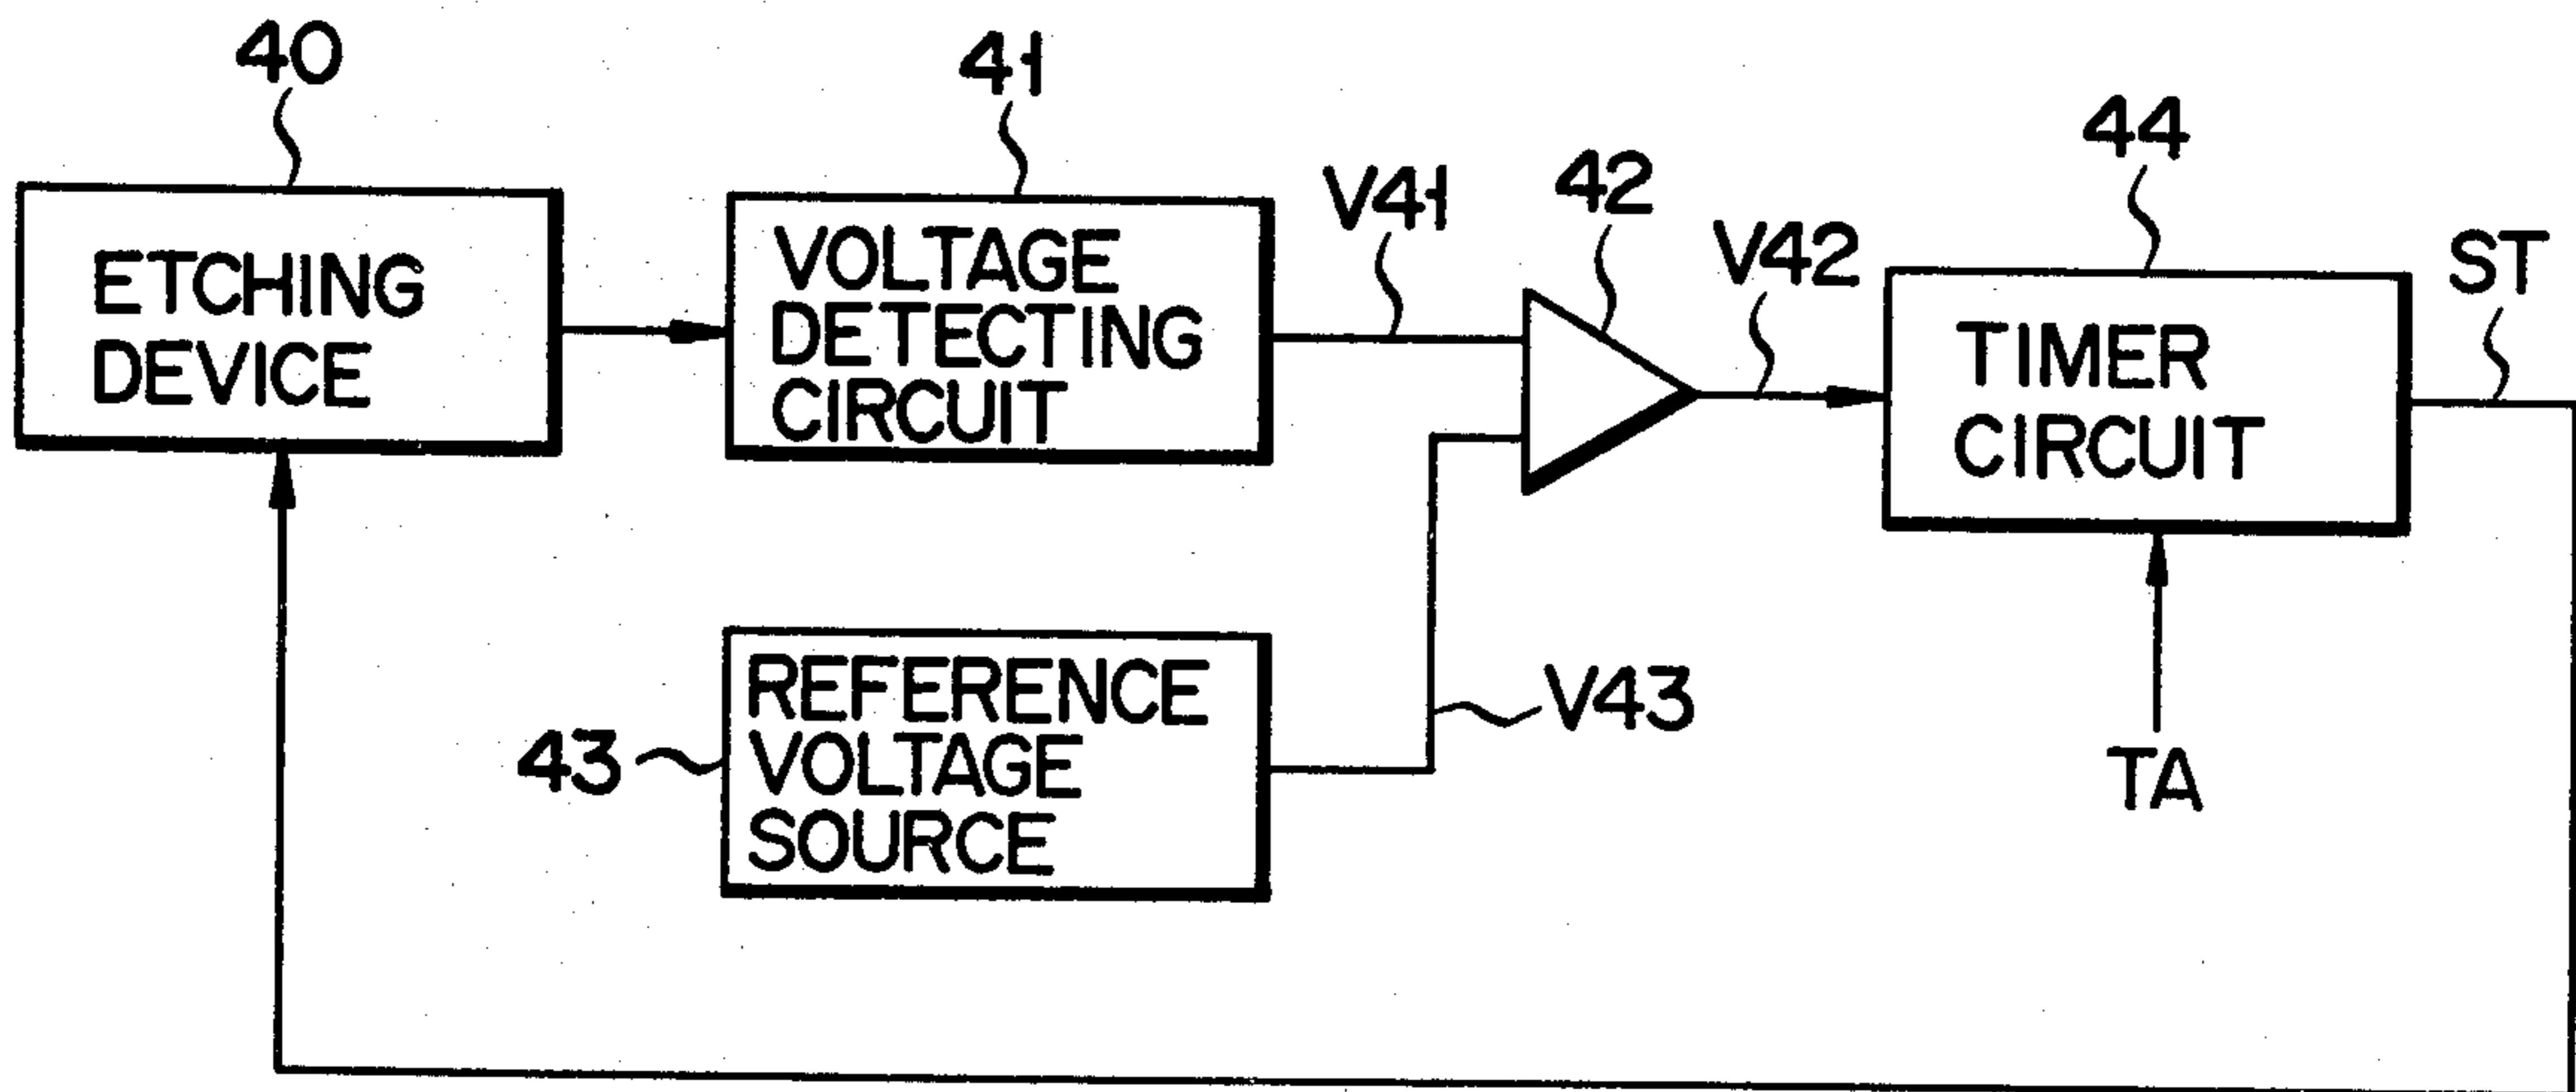 40
41
44
V41
42
V42
ST
ETCHING
DEVICE
VOLTAGE
DETECTING
CIRCUIT
TIMER
CIRCUIT
43
REFERENCE
VOLTAGE
SOURCE
V43
TA